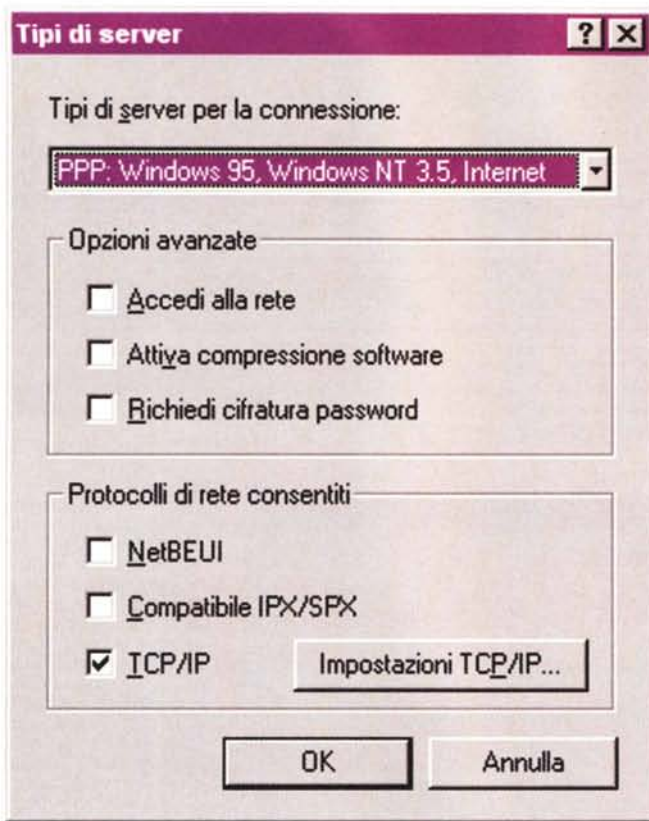 Tipi di server
Tipi di server per la connessione:
PPP: Windows 95, Windows NT 3.5, Internet
Opzioni avanzate
Accedi alla rete
Attiva compressione software
Richiedi cifratura password
Protocolli di rete consentiti
NetBEUI
Compatibile IPX/SPX
TCP/IP
Impostazioni TCP/IP...
OK
Annulla